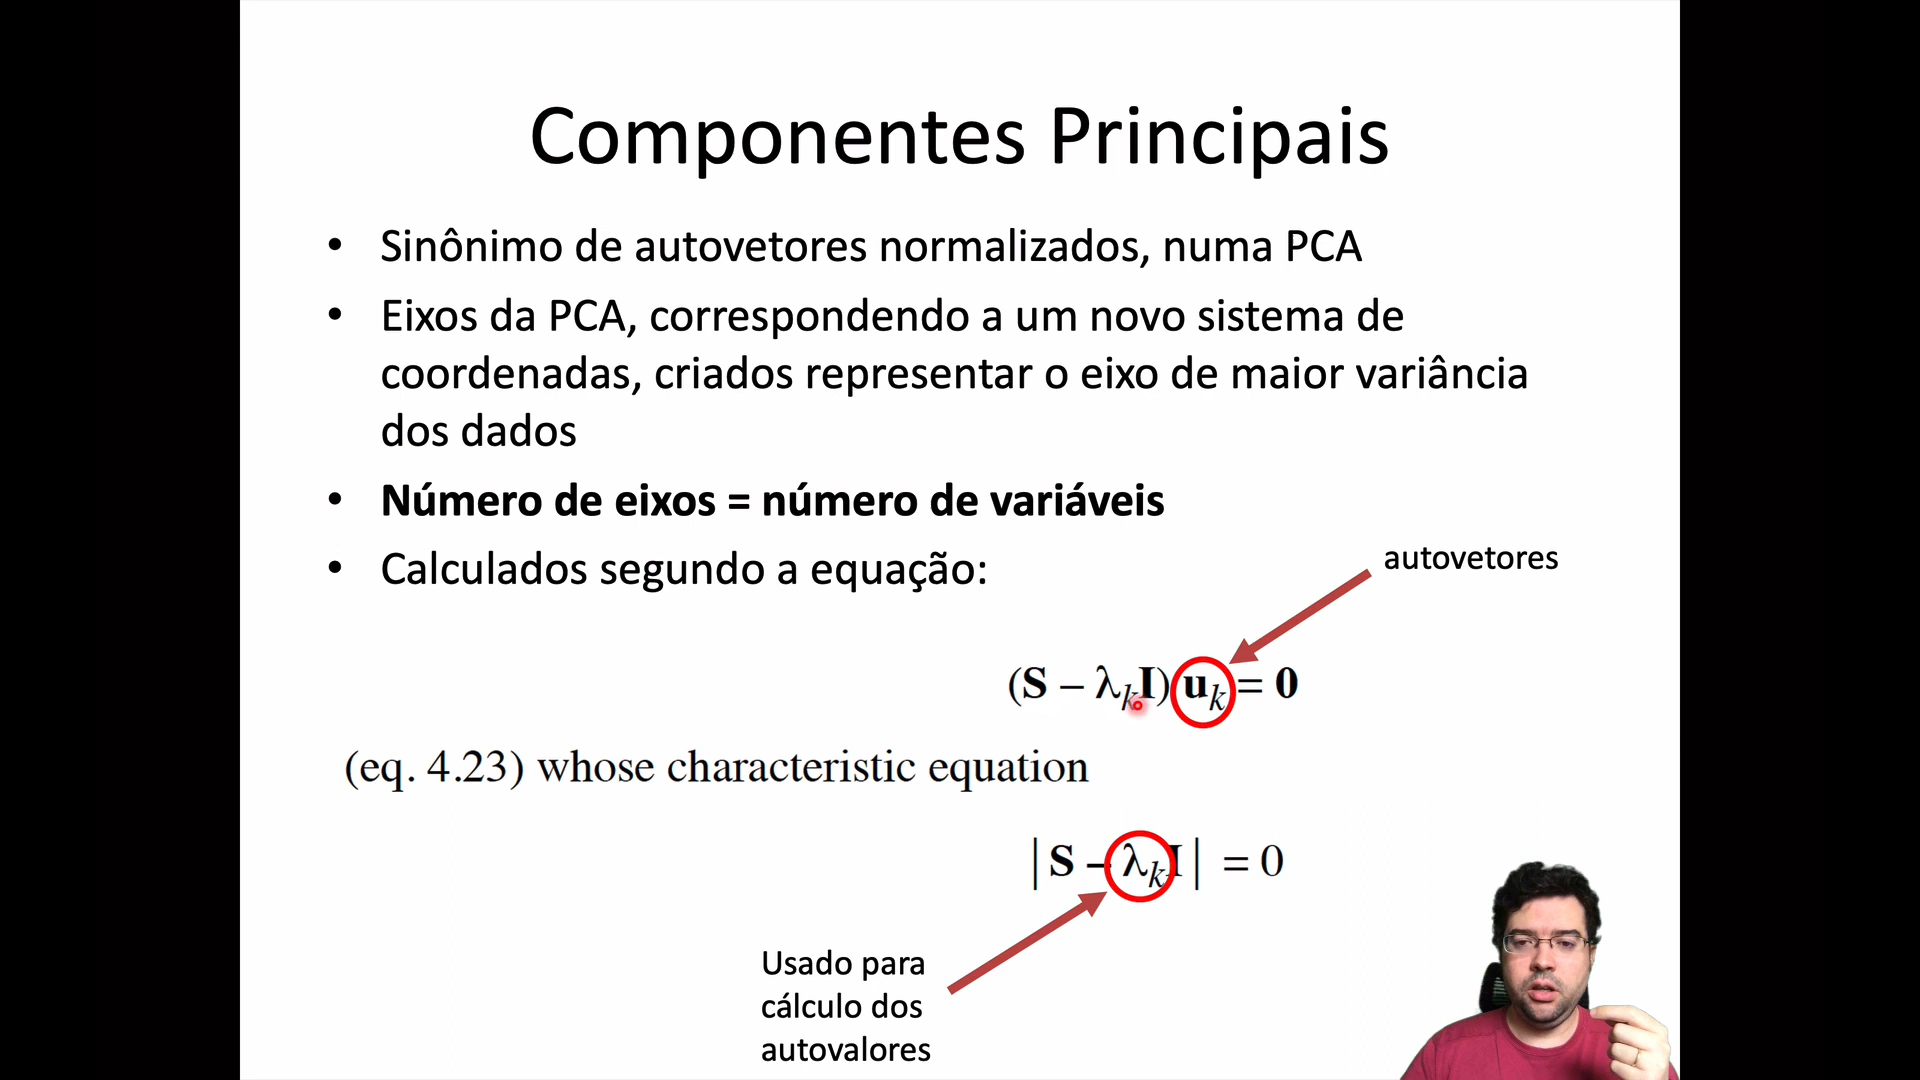 Componentes Principais
• Sinônimo de autovetores normalizados, numa PCA
• Eixos da PCA, correspondendo a um novo sistema de
coordenadas, criados representar o eixo de maior variância
dos dados
• Número de eixos = número de variáveis
• Calculados segundo a equação:
autovetores
(S – λₖI) uₖ = 0
(eq. 4.23) whose characteristic equation
|S – λₖI| = 0
Usado para
cálculo dos
autovalores